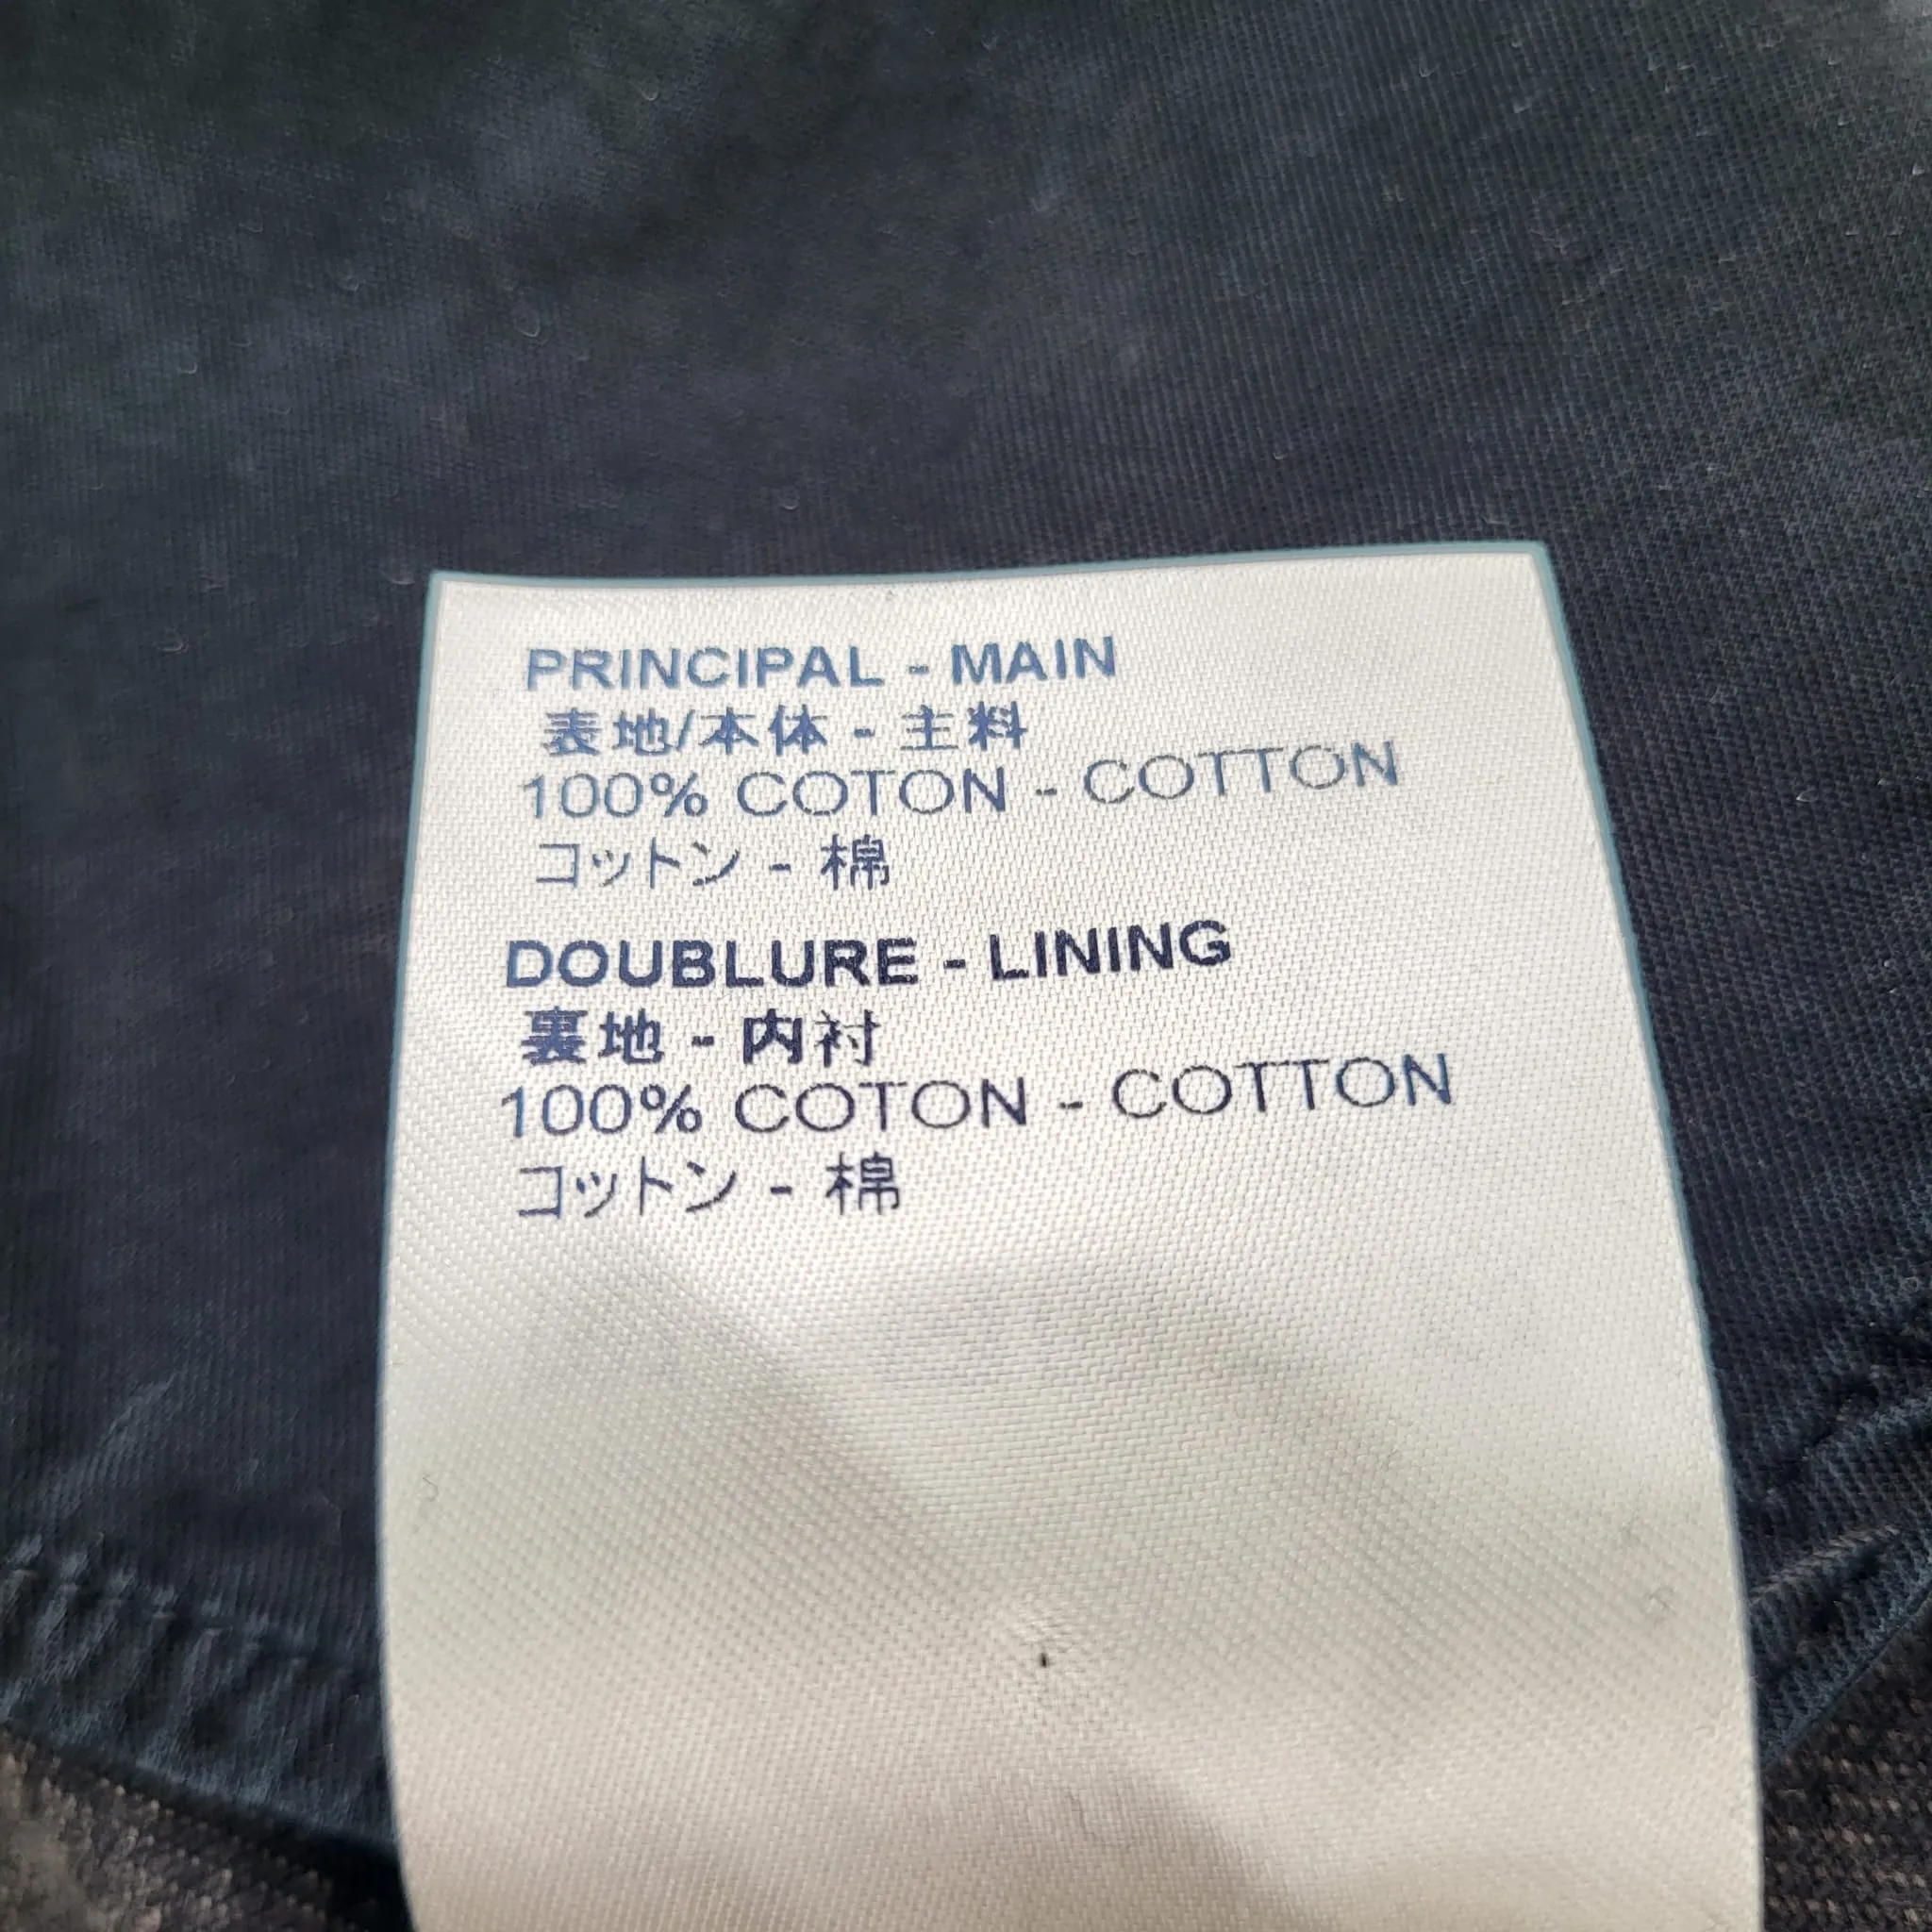 PRINCIPAL - MAIN
表地/本体 - 主料
100% COTON - COTTON
コットン - 棉
DOUBLURE - LINING
裏地 - 内衬
100% COTON - COTTON
コットン - 棉